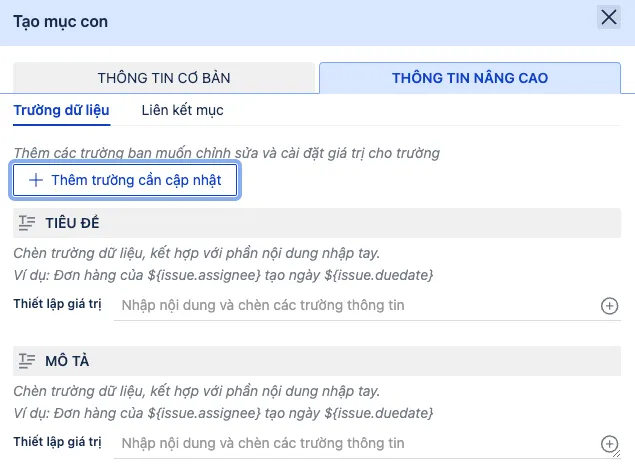 Tạo mục con
THÔNG TIN CƠ BẢN
THÔNG TIN NÂNG CAO
Trường dữ liệu
Liên kết mục
Thêm các trường bạn muốn chỉnh sửa và cài đặt giá trị cho trường
Thêm trường cần cập nhật
TIÊU ĐỀ
Chèn trường dữ liệu, kết hợp với phần nội dung nhập tay.
Ví dụ: Đơn hàng của ${issue.assignee} tạo ngày ${issue.duedate}
Thiết lập giá trị
Nhập nội dung và chèn các trường thông tin
MÔ TẢ
Chèn trường dữ liệu, kết hợp với phần nội dung nhập tay.
Ví dụ: Đơn hàng của ${issue.assignee} tạo ngày ${issue.duedate}
Thiết lập giá trị
Nhập nội dung và chèn các trường thông tin